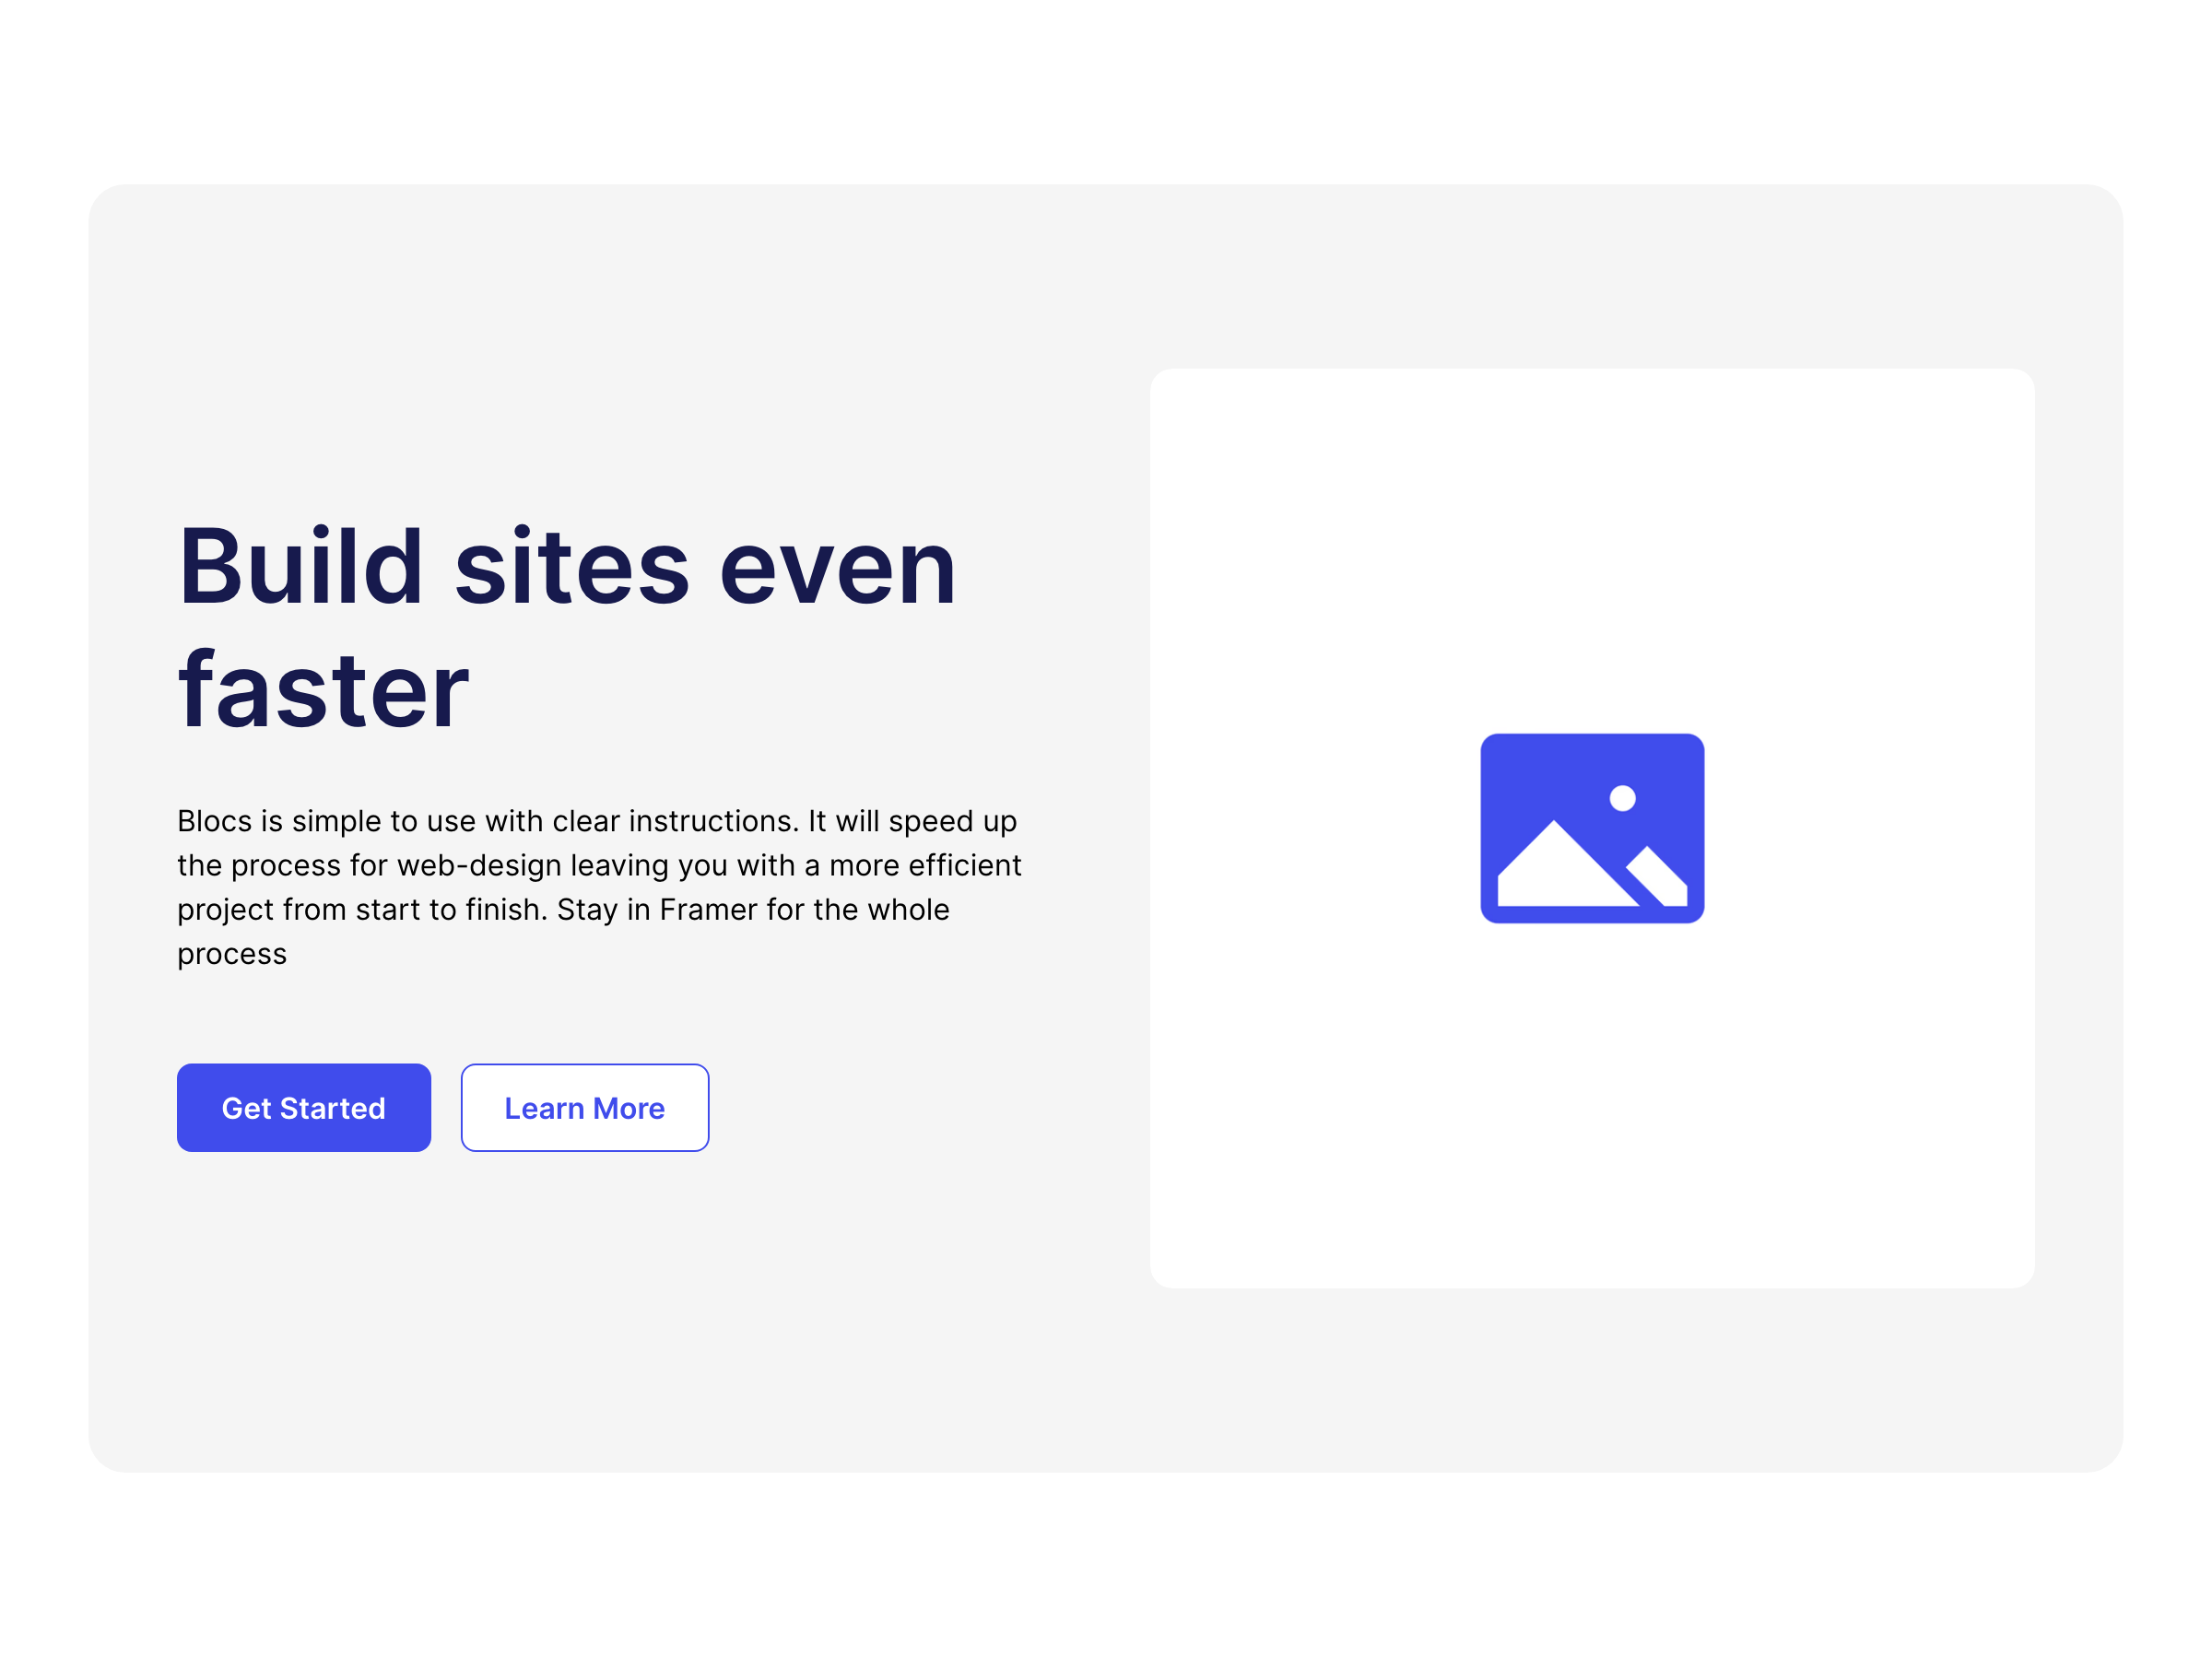 Build sites even
faster
Blocs is simple to use with clear instructions. It will speed up
the process for web-design leaving you with a more efficient
project from start to finish. Stay in Framer for the whole
process
Get Started
Learn More